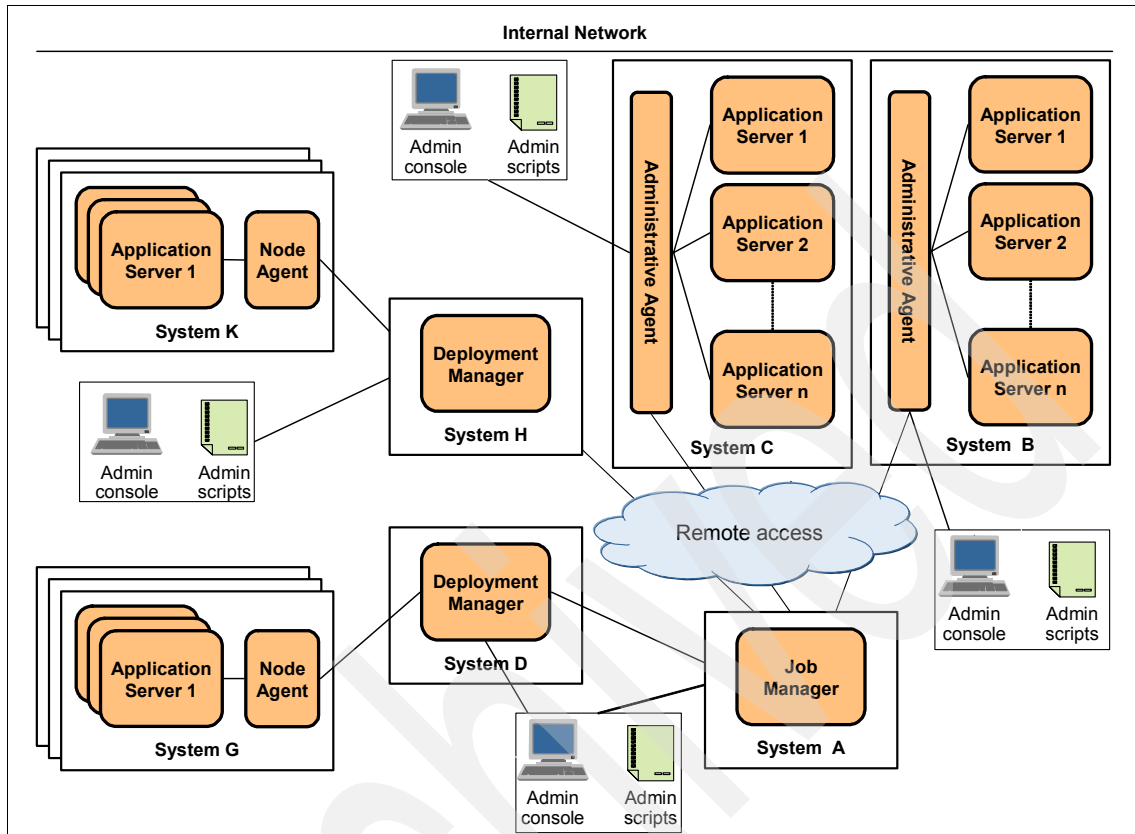 Internal Network
Admin
console
Admin
scripts
Administrative Agent
Application
Server 1
Application
Server 2
Application
Server n
System C
Administrative Agent
Application
Server 1
Application
Server 2
Application
Server n
System B
Application
Server 1
Node
Agent
System K
Deployment
Manager
System H
Admin
console
Admin
scripts
Remote access
Admin
console
Admin
scripts
Application
Server 1
Node
Agent
System G
Deployment
Manager
System D
Job
Manager
System A
Admin
console
Admin
scripts